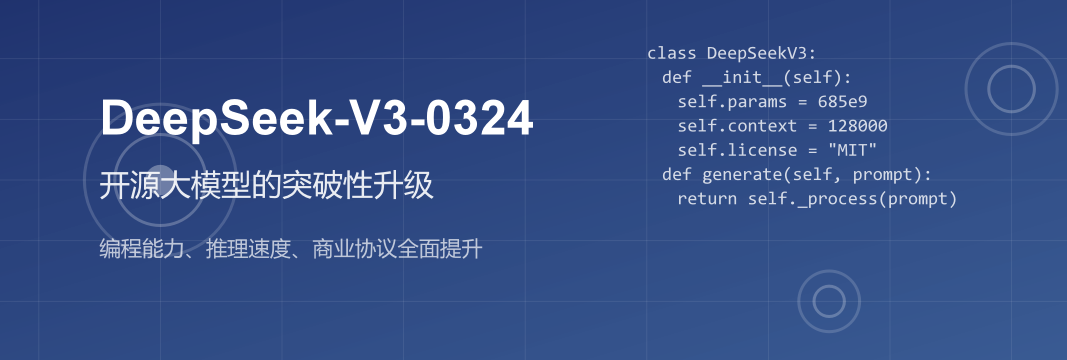 DeepSeek-V3-0324
开源大模型的突破性升级
编程能力、推理速度、商业协议全面提升
class DeepSeekV3:
def __init__(self):
self.params = 685e9
self.context = 128000
self.license = "MIT"
def generate(self, prompt):
return self._process(prompt)